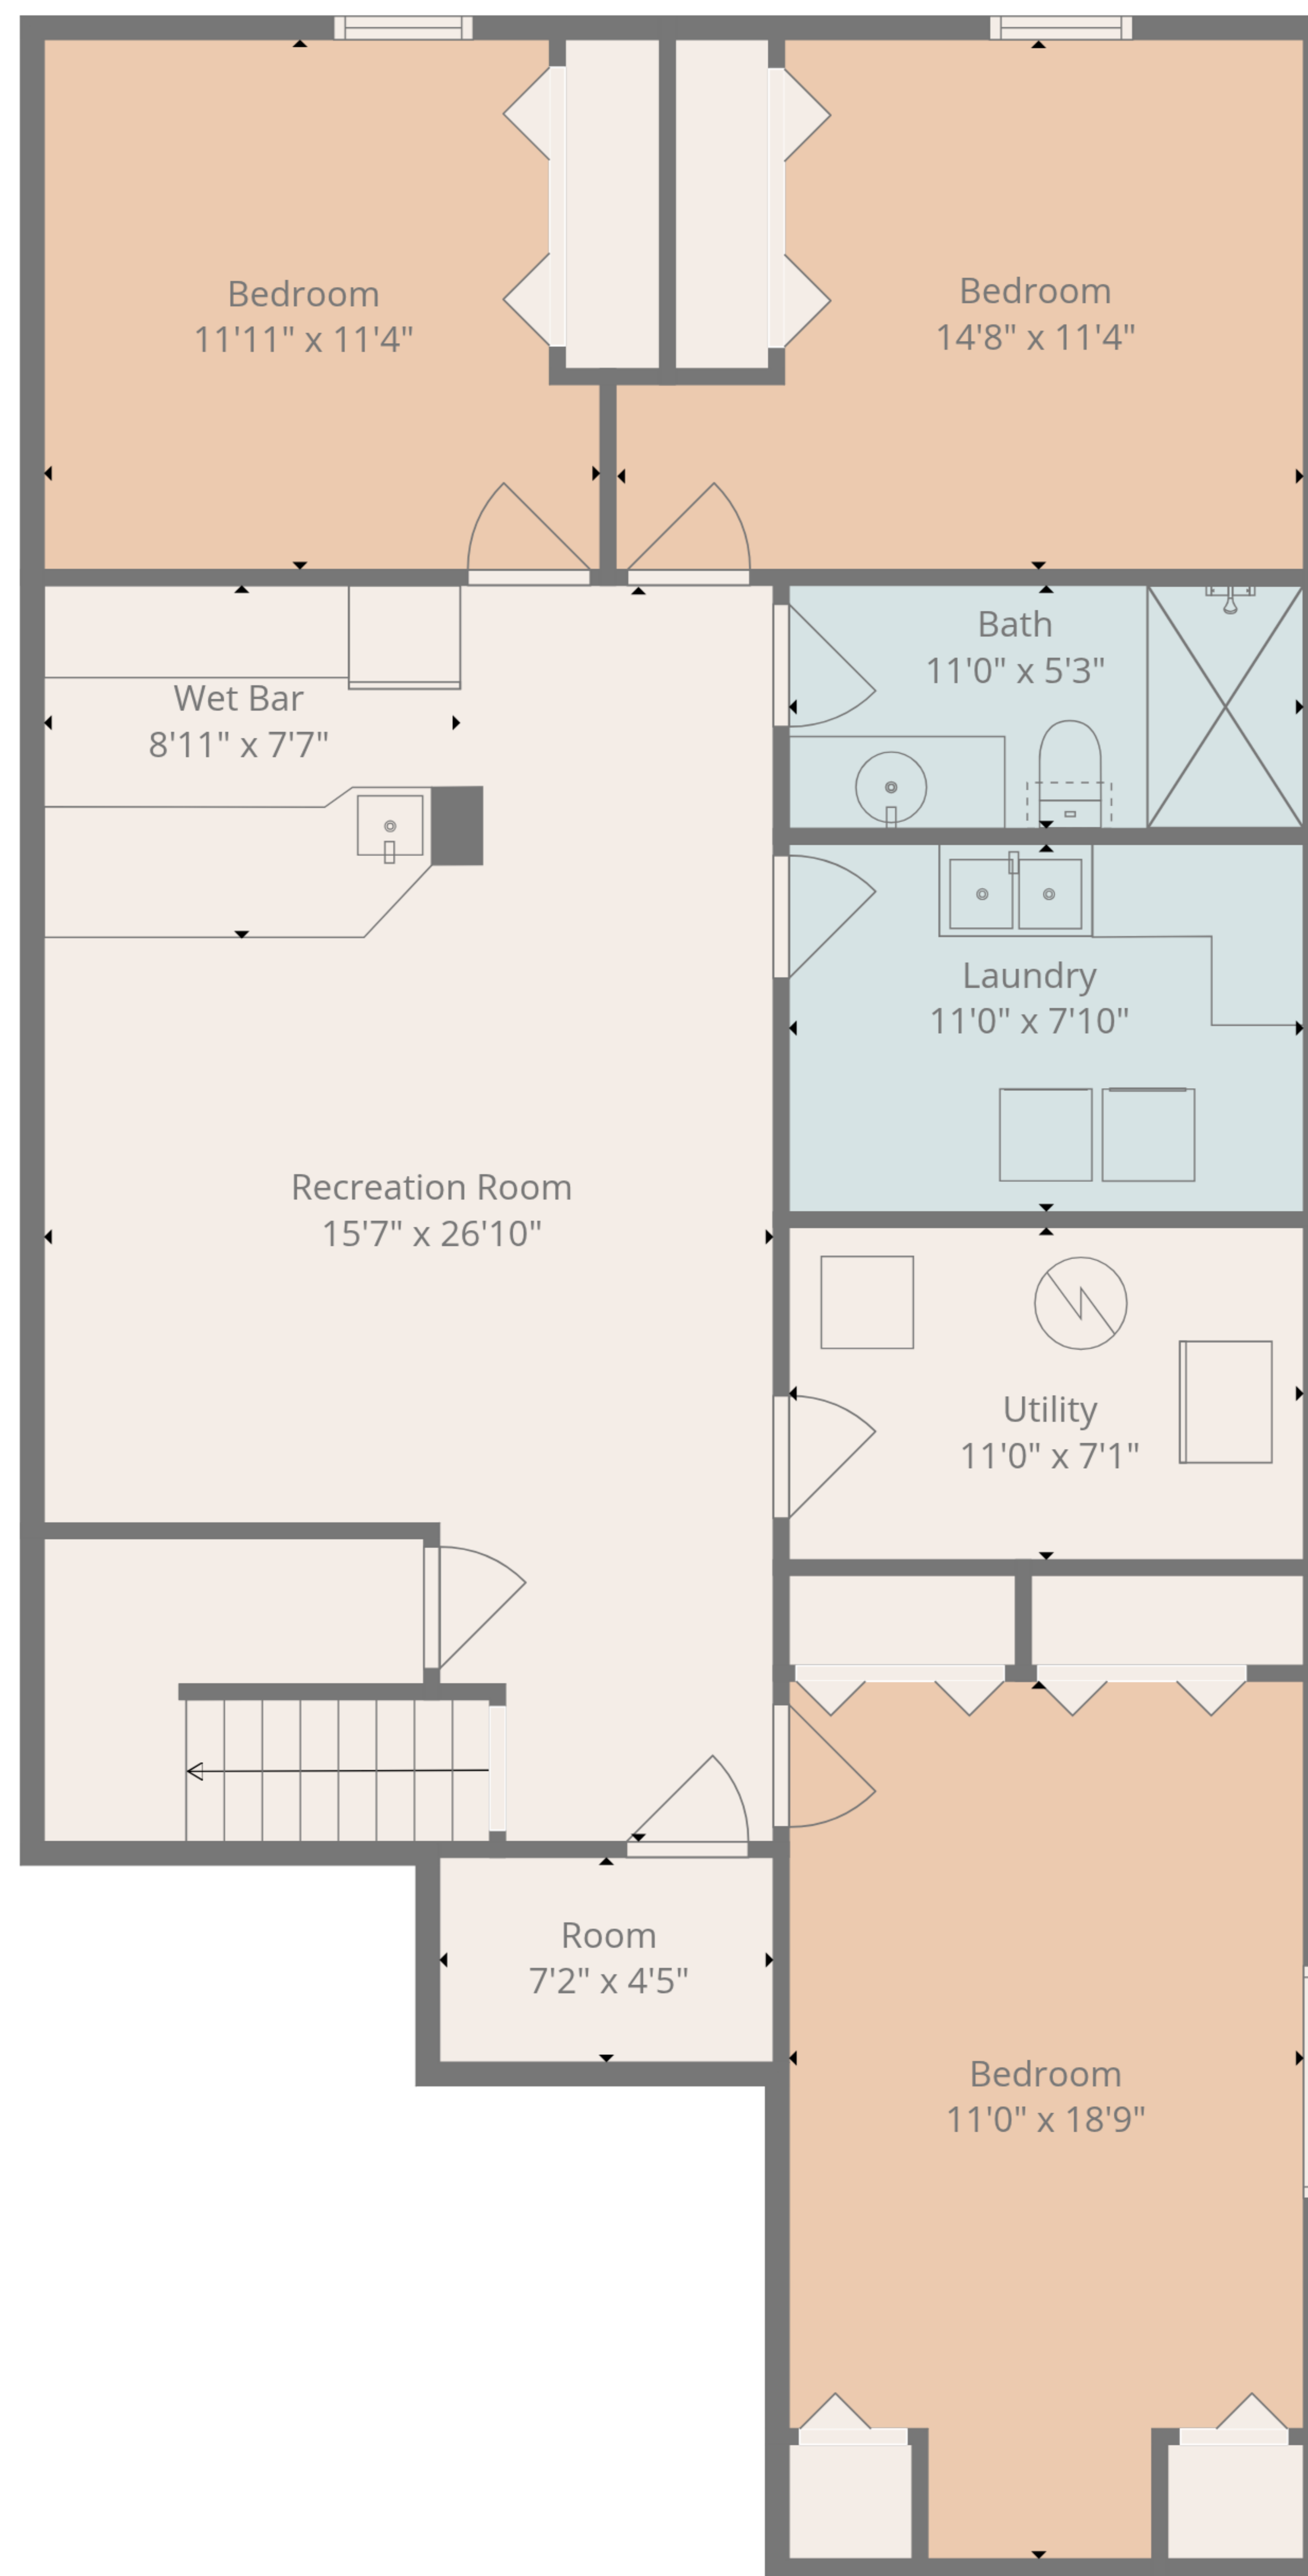 Bedroom
11'11" x 11'4"
Bedroom
14'8" x 11'4"
Bath
11'0" x 5'3"
Wet Bar
8'11" x 7'7"
Laundry
11'0" x 7'10"
Recreation Room
15'7" x 26'10"
Utility
11'0" x 7'1"
Room
7'2" x 4'5"
Bedroom
11'0" x 18'9"